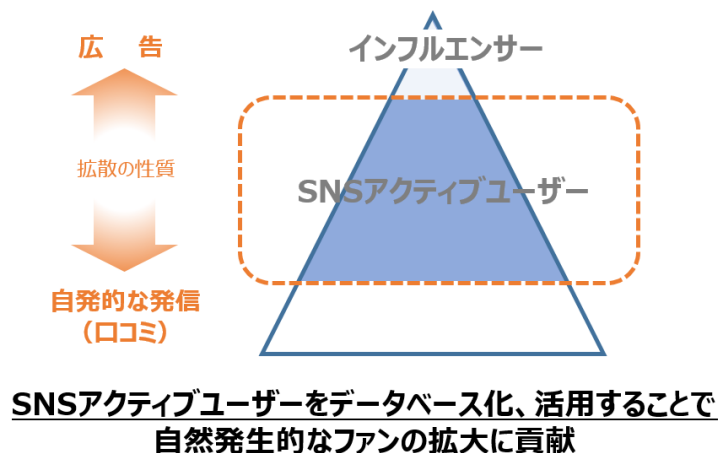 広　告
インフルエンサー
拡散の性質
SNSアクティブユーザー
自発的な発信
（口コミ）
SNSアクティブユーザーをデータベース化、活用することで
自然発生的なファンの拡大に貢献